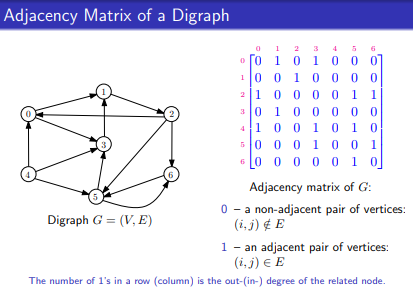 Adjacency Matrix of a Digraph
0 1 2 3 4 5 6
0 0 1 0 1 0 0 0
1 0 0 1 0 0 0 0
2 1 0 0 0 0 1 1
3 0 1 0 0 0 0 0
4 1 0 0 1 0 1 0
5 0 0 0 1 0 0 1
6 0 0 0 0 0 1 0
0
1
2
3
4
5
6
Digraph G = (V, E)
Adjacency matrix of G:
0 – a non-adjacent pair of vertices:
(i, j) ∉ E
1 – an adjacent pair of vertices:
(i, j) ∈ E
The number of 1's in a row (column) is the out-(in-) degree of the related node.